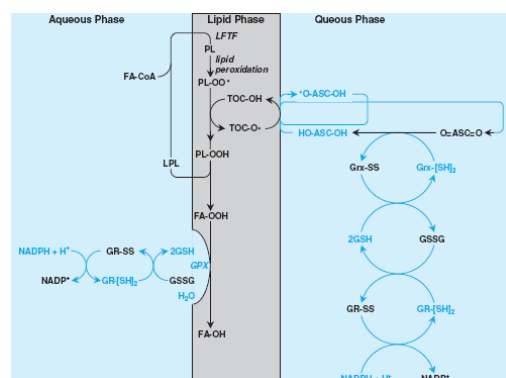 Aqueous Phase
Lipid Phase
Queous Phase
LFTF
PL
lipid
peroxidation
FA-CoA
PL-OO•
•O-ASC-OH
TOC-OH
TOC-O•
HO-ASC-OH
O=ASC=O
PL-OOH
LPL
Grx-SS
Grx-[SH]₂
FA-OOH
2GSH
GSSG
NADPH + H⁺
GR-SS
2GSH
GPX
NADP⁺
GR-[SH]₂
GSSG
H₂O
GR-SS
GR-[SH]₂
FA-OH
NADPH + H⁺
NADP⁺